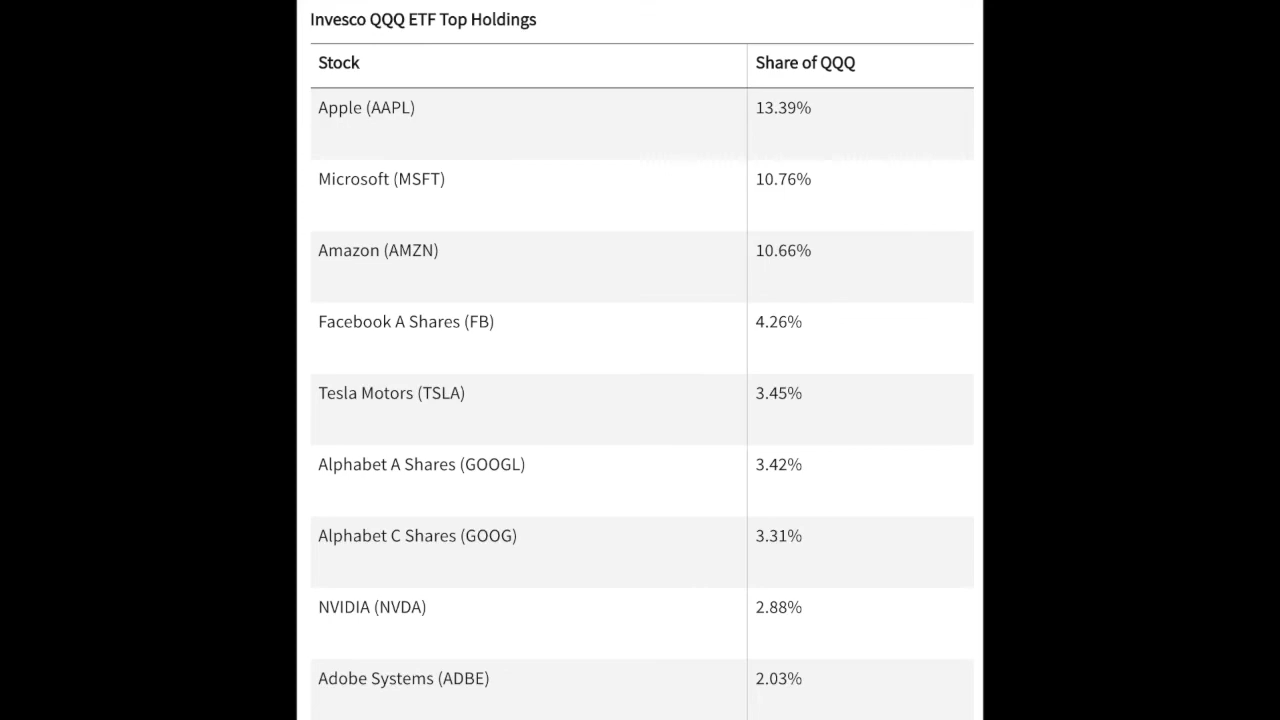 Invesco QQQ ETF Top Holdings
Stock Share of QQQ
Apple (AAPL) 13.39%
Microsoft (MSFT) 10.76%
Amazon (AMZN) 10.66%
Facebook A Shares (FB) 4.26%
Tesla Motors (TSLA) 3.45%
Alphabet A Shares (GOOGL) 3.42%
Alphabet C Shares (GOOG) 3.31%
NVIDIA (NVDA) 2.88%
Adobe Systems (ADBE) 2.03%